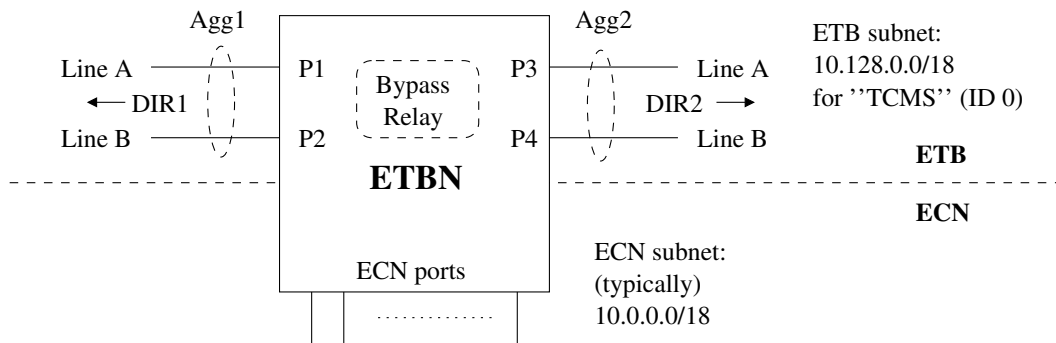 Agg1
Agg2
ETB subnet:
10.128.0.0/18
for ''TCMS'' (ID 0)
Line A
P1
Bypass
Relay
P3
Line A
DIR1
DIR2
Line B
P2
P4
Line B
ETBN
ETB
ECN
ECN subnet:
(typically)
10.0.0.0/18
ECN ports